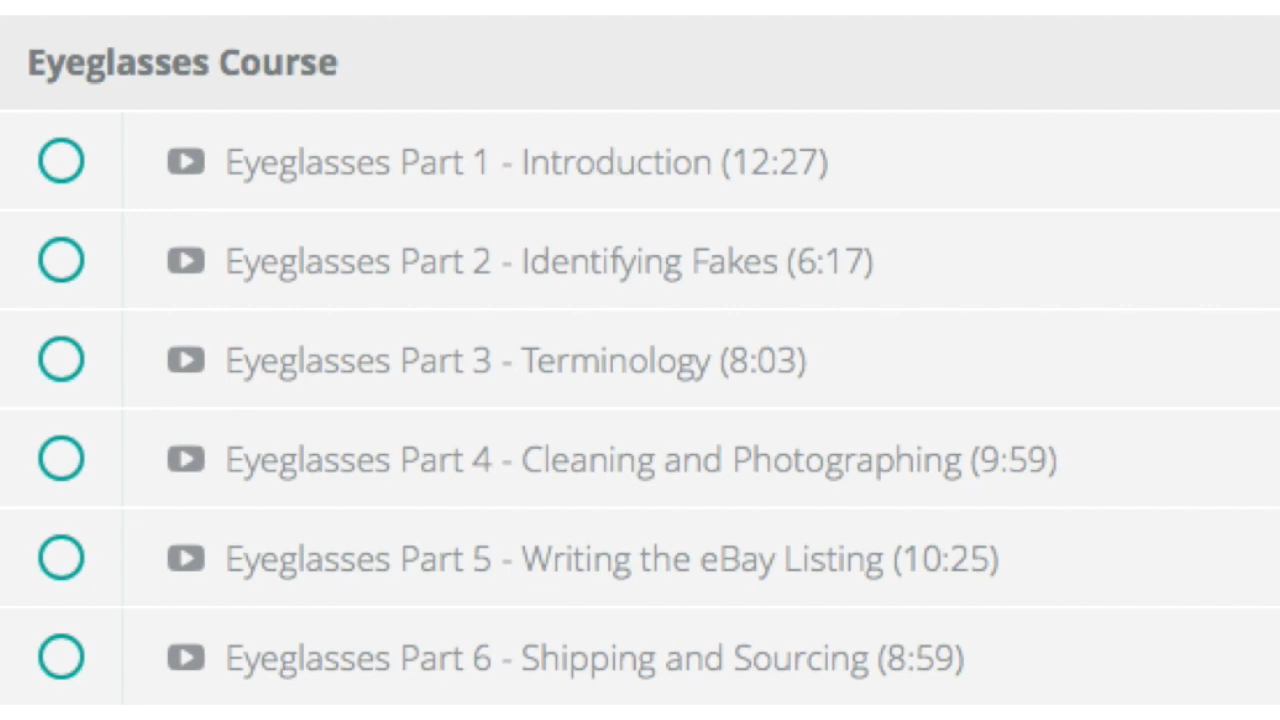 Eyeglasses Course
Eyeglasses Part 1 - Introduction (12:27)
Eyeglasses Part 2 - Identifying Fakes (6:17)
Eyeglasses Part 3 - Terminology (8:03)
Eyeglasses Part 4 - Cleaning and Photographing (9:59)
Eyeglasses Part 5 - Writing the eBay Listing (10:25)
Eyeglasses Part 6 - Shipping and Sourcing (8:59)